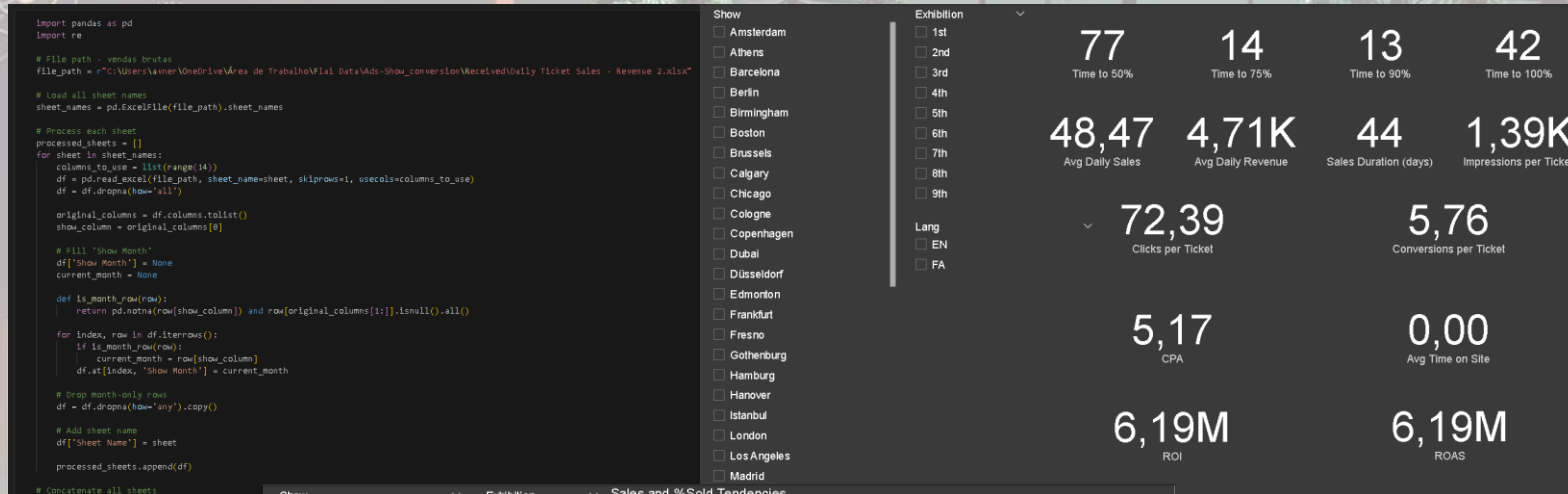 import pandas as pd
import re
# File path - vendas brutas
file_path = r"C:\Users\avner\OneDrive\Área de Trabalho\Flai Data\Ads-Show_conversion\Received\Daily Ticket Sales - Revenue 2.xlsx"
# Load all sheet names
sheet_names = pd.ExcelFile(file_path).sheet_names
# Process each sheet
processed_sheets = []
for sheet in sheet_names:
columns_to_use = list(range(14))
df = pd.read_excel(file_path, sheet_name=sheet, skiprows=1, usecols=columns_to_use)
df = df.dropna(how='all')
original_columns = df.columns.tolist()
show_column = original_columns[0]
# Fill 'Show Month'
df['Show Month'] = None
current_month = None
def is_month_row(row):
return pd.notna(row[show_column]) and row[original_columns[1:]].isnull().all()
for index, row in df.iterrows():
if is_month_row(row):
current_month = row[show_column]
df.at[index, 'Show Month'] = current_month
# Drop month-only rows
df = df.dropna(how='any').copy()
# Add sheet name
df['Sheet Name'] = sheet
processed_sheets.append(df)
# Concatenate all sheets
Show
Amsterdam
Athens
Barcelona
Berlin
Birmingham
Boston
Brussels
Calgary
Chicago
Cologne
Copenhagen
Dubai
Düsseldorf
Edmonton
Frankfurt
Fresno
Gothenburg
Hamburg
Hanover
Istanbul
London
Los Angeles
Madrid
Exhibition
1st
2nd
3rd
4th
5th
6th
7th
8th
9th
Lang
EN
FA
77
Time to 50%
14
Time to 75%
13
Time to 90%
42
Time to 100%
48,47
Avg Daily Sales
4,71K
Avg Daily Revenue
44
Sales Duration (days)
1,39K
Impressions per Ticke
72,39
Clicks per Ticket
5,76
Conversions per Ticket
5,17
CPA
0,00
Avg Time on Site
6,19M
ROI
6,19M
ROAS
Show
Exhibition
Sales and %Sold Tendencies